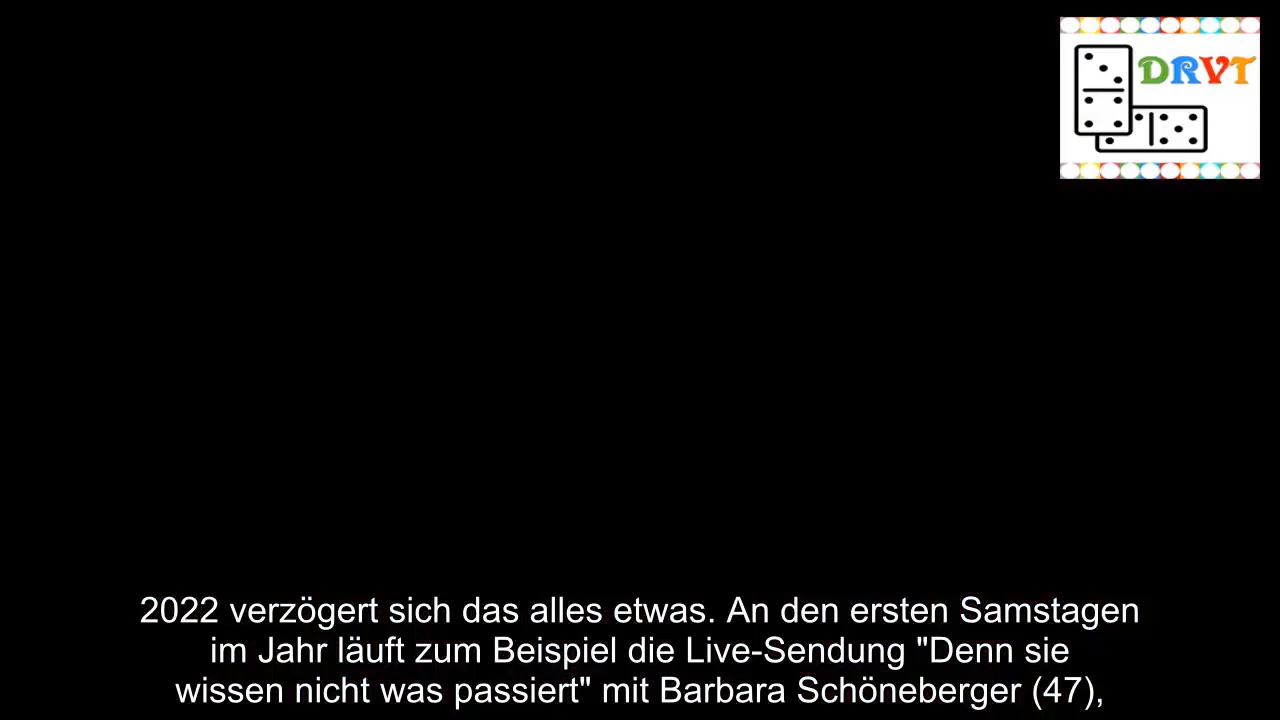 DRVT
2022 verzögert sich das alles etwas. An den ersten Samstagen
im Jahr läuft zum Beispiel die Live-Sendung "Denn sie
wissen nicht was passiert" mit Barbara Schöneberger (47),